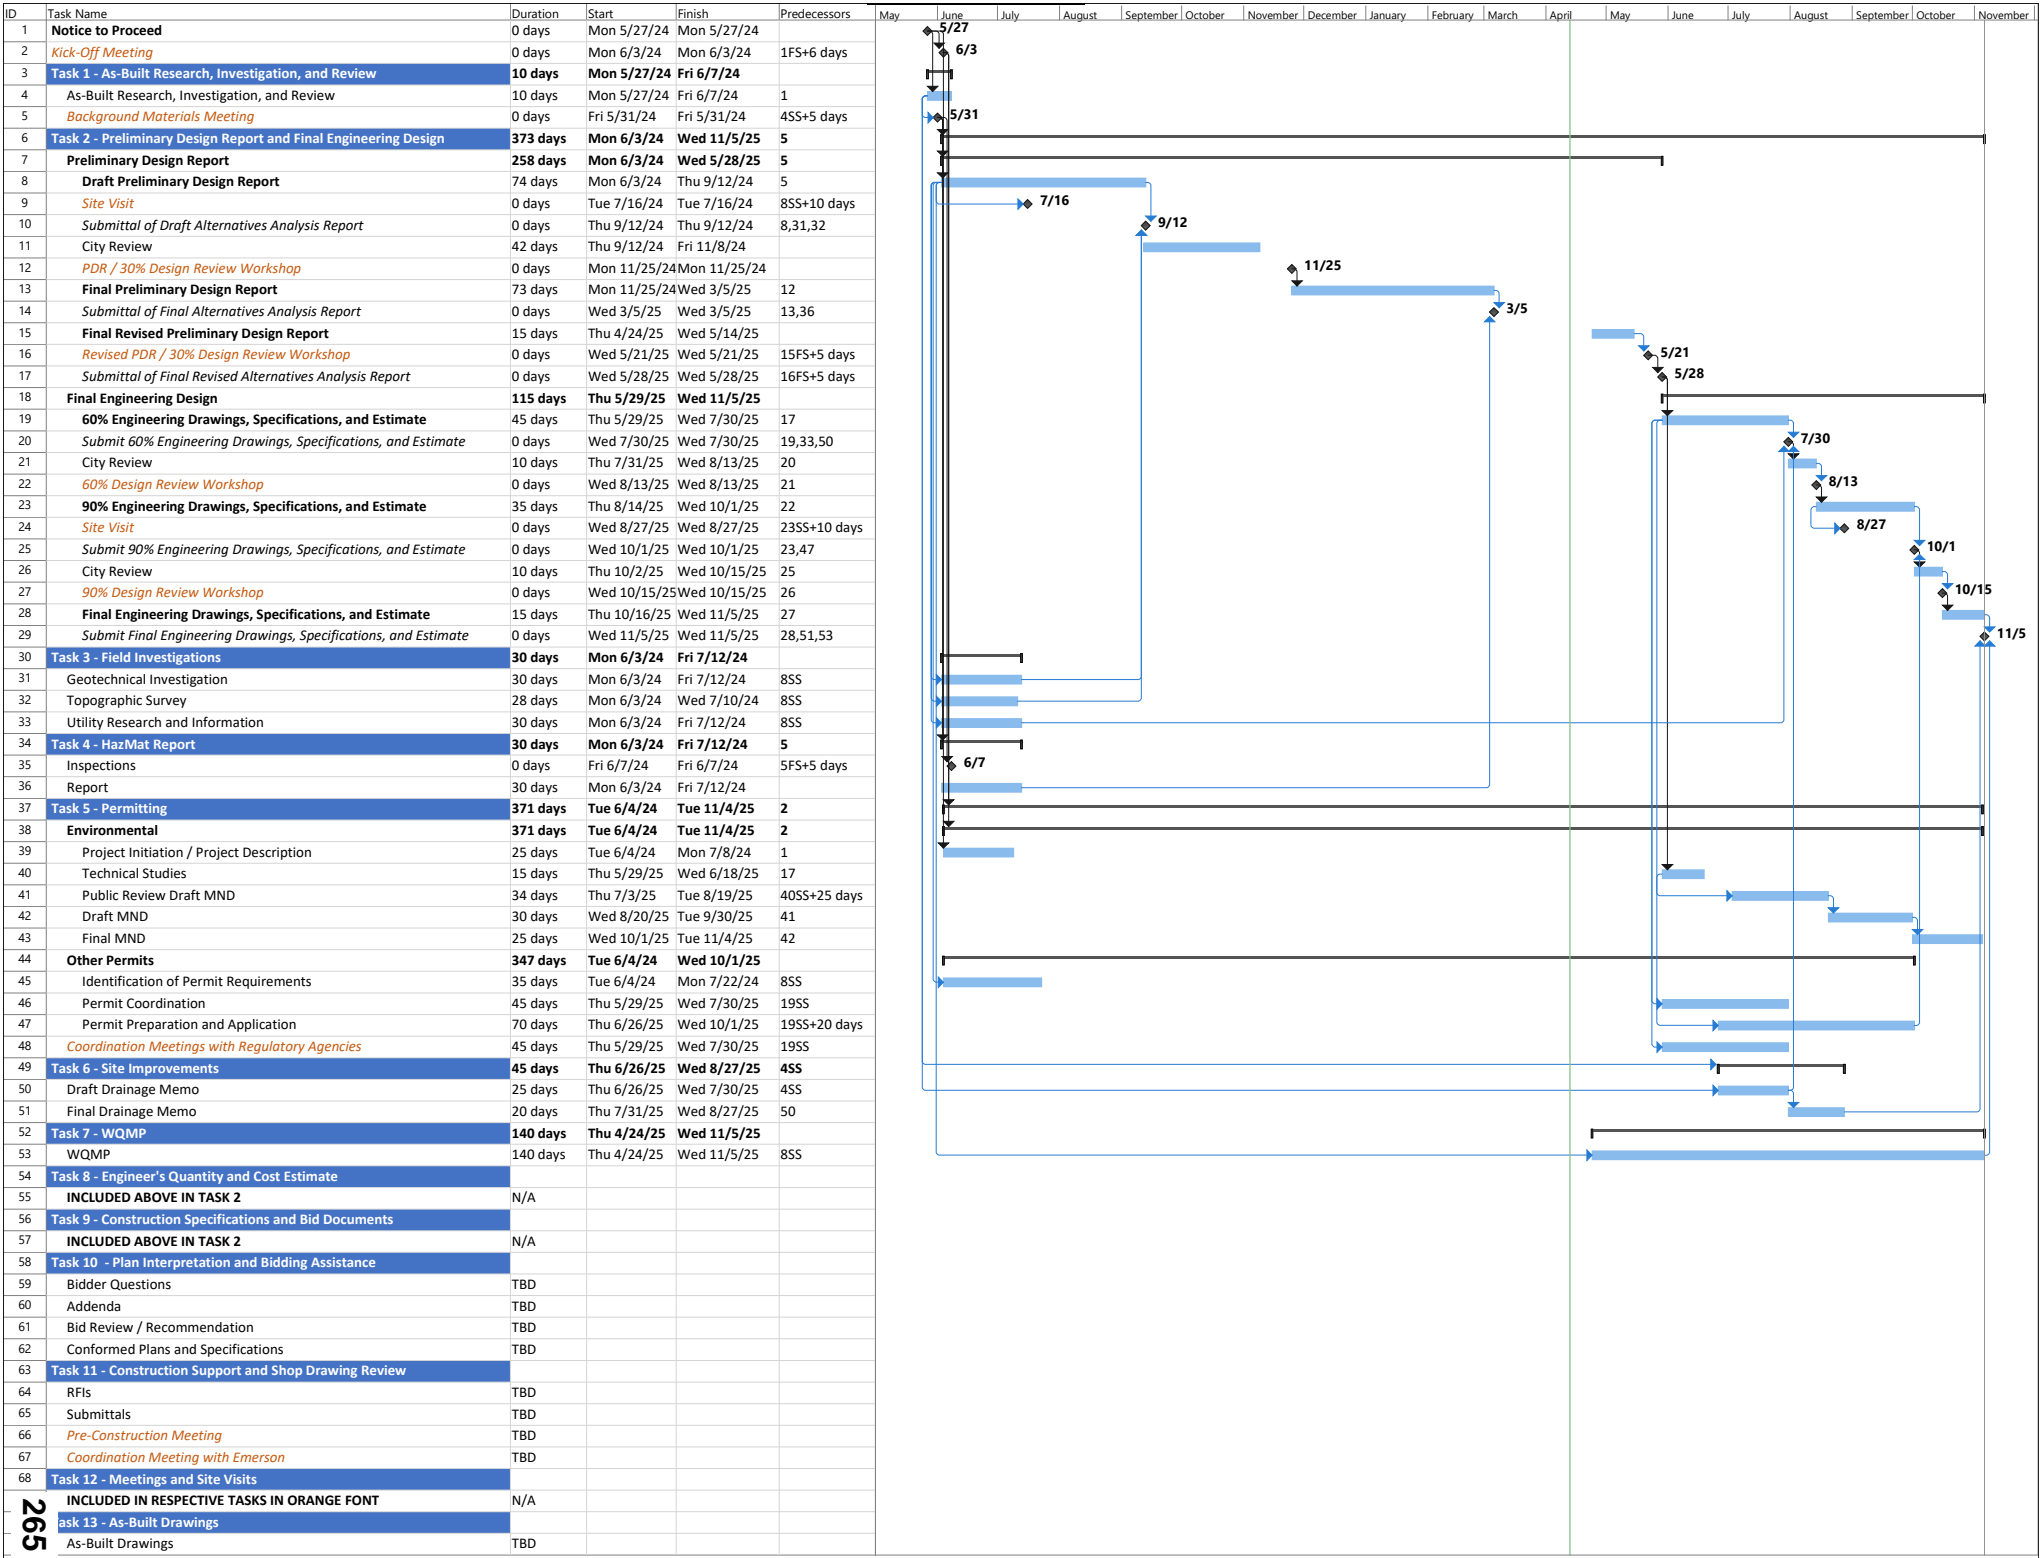 ID Task Name Duration Start Finish Predecessors May June July August September October November December January February March April May June July August September October November
1 Notice to Proceed 0 days Mon 5/27/24 Mon 5/27/24 5/27
2 Kick-Off Meeting 0 days Mon 6/3/24 Mon 6/3/24 1FS+6 days 6/3
3 Task 1 - As-Built Research, Investigation, and Review 10 days Mon 5/27/24 Fri 6/7/24
4 As-Built Research, Investigation, and Review 10 days Mon 5/27/24 Fri 6/7/24 1
5 Background Materials Meeting 0 days Fri 5/31/24 Fri 5/31/24 4SS+5 days 5/31
6 Task 2 - Preliminary Design Report and Final Engineering Design 373 days Mon 6/3/24 Wed 11/5/25 5
7 Preliminary Design Report 258 days Mon 6/3/24 Wed 5/28/25 5
8 Draft Preliminary Design Report 74 days Mon 6/3/24 Thu 9/12/24 5
9 Site Visit 0 days Tue 7/16/24 Tue 7/16/24 8SS+10 days 7/16
10 Submittal of Draft Alternatives Analysis Report 0 days Thu 9/12/24 Thu 9/12/24 8,31,32 9/12
11 City Review 42 days Thu 9/12/24 Fri 11/8/24
12 PDR / 30% Design Review Workshop 0 days Mon 11/25/24 Mon 11/25/24 11/25
13 Final Preliminary Design Report 73 days Mon 11/25/24 Wed 3/5/25 12
14 Submittal of Final Alternatives Analysis Report 0 days Wed 3/5/25 Wed 3/5/25 13,36 3/5
15 Final Revised Preliminary Design Report 15 days Thu 4/24/25 Wed 5/14/25
16 Revised PDR / 30% Design Review Workshop 0 days Wed 5/21/25 Wed 5/21/25 15FS+5 days 5/21
17 Submittal of Final Revised Alternatives Analysis Report 0 days Wed 5/28/25 Wed 5/28/25 16FS+5 days 5/28
18 Final Engineering Design 115 days Thu 5/29/25 Wed 11/5/25
19 60% Engineering Drawings, Specifications, and Estimate 45 days Thu 5/29/25 Wed 7/30/25 17
20 Submit 60% Engineering Drawings, Specifications, and Estimate 0 days Wed 7/30/25 Wed 7/30/25 19,33,50 7/30
21 City Review 10 days Thu 7/31/25 Wed 8/13/25 20
22 60% Design Review Workshop 0 days Wed 8/13/25 Wed 8/13/25 21 8/13
23 90% Engineering Drawings, Specifications, and Estimate 35 days Thu 8/14/25 Wed 10/1/25 22
24 Site Visit 0 days Wed 8/27/25 Wed 8/27/25 23SS+10 days 8/27
25 Submit 90% Engineering Drawings, Specifications, and Estimate 0 days Wed 10/1/25 Wed 10/1/25 23,47 10/1
26 City Review 10 days Thu 10/2/25 Wed 10/15/25 25
27 90% Design Review Workshop 0 days Wed 10/15/25 Wed 10/15/25 26 10/15
28 Final Engineering Drawings, Specifications, and Estimate 15 days Thu 10/16/25 Wed 11/5/25 27
29 Submit Final Engineering Drawings, Specifications, and Estimate 0 days Wed 11/5/25 Wed 11/5/25 28,51,53 11/5
30 Task 3 - Field Investigations 30 days Mon 6/3/24 Fri 7/12/24
31 Geotechnical Investigation 30 days Mon 6/3/24 Fri 7/12/24 8SS
32 Topographic Survey 28 days Mon 6/3/24 Wed 7/10/24 8SS
33 Utility Research and Information 30 days Mon 6/3/24 Fri 7/12/24 8SS
34 Task 4 - HazMat Report 30 days Mon 6/3/24 Fri 7/12/24 5
35 Inspections 0 days Fri 6/7/24 Fri 6/7/24 5FS+5 days 6/7
36 Report 30 days Mon 6/3/24 Fri 7/12/24
37 Task 5 - Permitting 371 days Tue 6/4/24 Tue 11/4/25 2
38 Environmental 371 days Tue 6/4/24 Tue 11/4/25 2
39 Project Initiation / Project Description 25 days Tue 6/4/24 Mon 7/8/24 1
40 Technical Studies 15 days Thu 5/29/25 Wed 6/18/25 17
41 Public Review Draft MND 34 days Thu 7/3/25 Tue 8/19/25 40SS+25 days
42 Draft MND 30 days Wed 8/20/25 Tue 9/30/25 41
43 Final MND 25 days Wed 10/1/25 Tue 11/4/25 42
44 Other Permits 347 days Tue 6/4/24 Wed 10/1/25
45 Identification of Permit Requirements 35 days Tue 6/4/24 Mon 7/22/24 8SS
46 Permit Coordination 45 days Thu 5/29/25 Wed 7/30/25 19SS
47 Permit Preparation and Application 70 days Thu 6/26/25 Wed 10/1/25 19SS+20 days
48 Coordination Meetings with Regulatory Agencies 45 days Thu 5/29/25 Wed 7/30/25 19SS
49 Task 6 - Site Improvements 45 days Thu 6/26/25 Wed 8/27/25 4SS
50 Draft Drainage Memo 25 days Thu 6/26/25 Wed 7/30/25 4SS
51 Final Drainage Memo 20 days Thu 7/31/25 Wed 8/27/25 50
52 Task 7 - WQMP 140 days Thu 4/24/25 Wed 11/5/25
53 WQMP 140 days Thu 4/24/25 Wed 11/5/25 8SS
54 Task 8 - Engineer's Quantity and Cost Estimate
55 INCLUDED ABOVE IN TASK 2 N/A
56 Task 9 - Construction Specifications and Bid Documents
57 INCLUDED ABOVE IN TASK 2 N/A
58 Task 10 - Plan Interpretation and Bidding Assistance
59 Bidder Questions TBD
60 Addenda TBD
61 Bid Review / Recommendation TBD
62 Conformed Plans and Specifications TBD
63 Task 11 - Construction Support and Shop Drawing Review
64 RFIs TBD
65 Submittals TBD
66 Pre-Construction Meeting TBD
67 Coordination Meeting with Emerson TBD
68 Task 12 - Meetings and Site Visits
INCLUDED IN RESPECTIVE TASKS IN ORANGE FONT N/A
ask 13 - As-Built Drawings
As-Built Drawings TBD
265